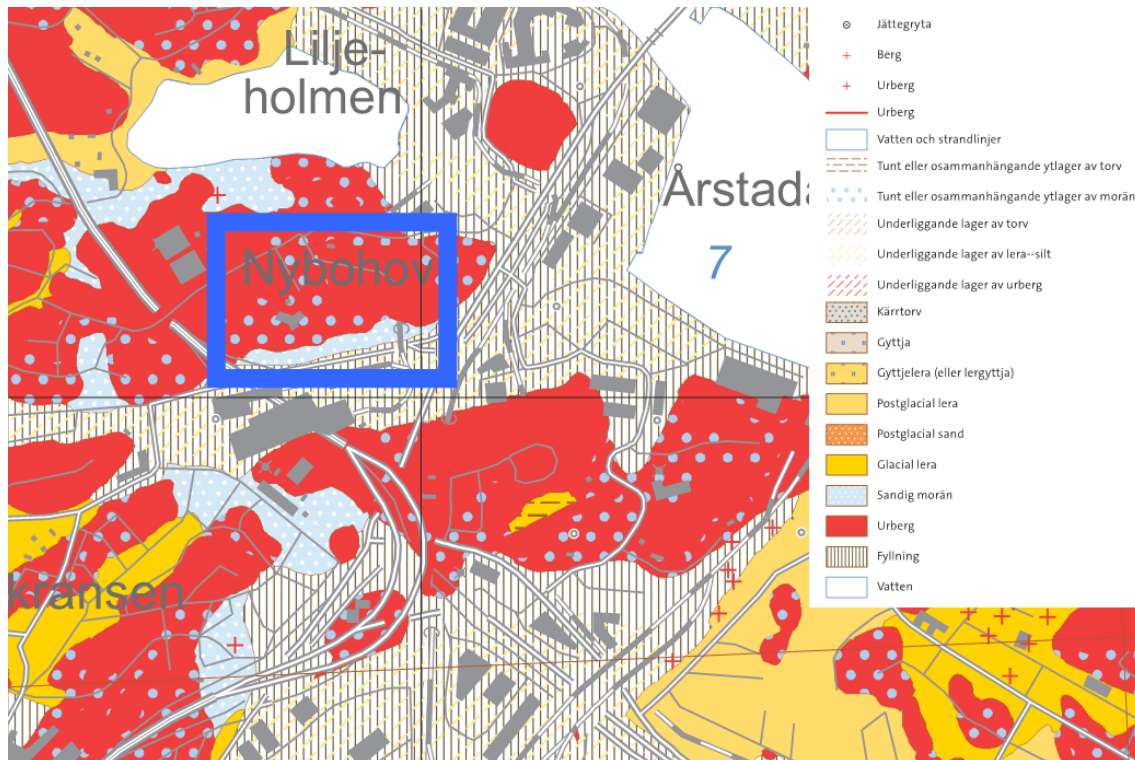 Lilje-
holmen
Årstada
7
Nybohov
kransen
Jättegryta
Berg
Urberg
Urberg
Vatten och strandlinjer
Tunt eller osammanhängande ytlager av torv
Tunt eller osammanhängande ytlager av morän
Underliggande lager av torv
Underliggande lager av lera--silt
Underliggande lager av urberg
Kärrtorv
Gyttja
Gyttjelera (eller lergyttja)
Postglacial lera
Postglacial sand
Glacial lera
Sandig morän
Urberg
Fyllning
Vatten